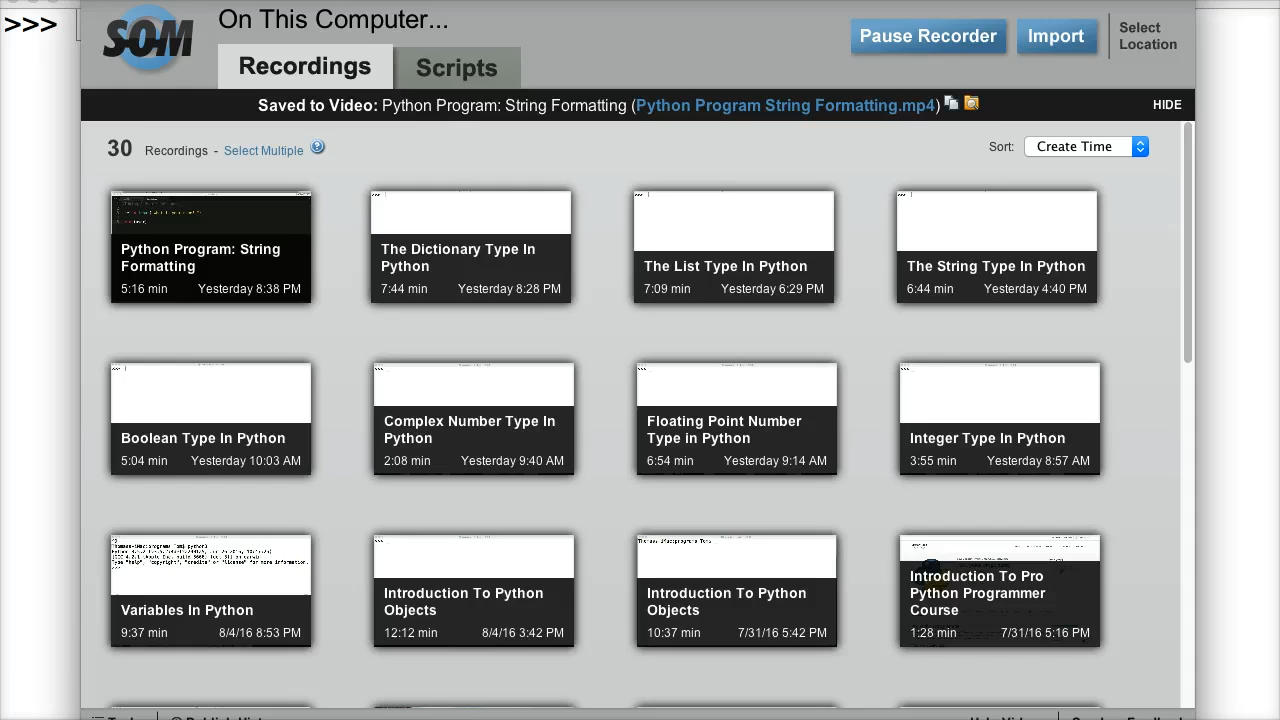 >>>
SOM
On This Computer...
Recordings
Scripts
Pause Recorder
Import
Select
Location
Saved to Video: Python Program: String Formatting (Python Program String Formatting.mp4)
HIDE
30 Recordings - Select Multiple
Sort: Create Time
Python Program: String
Formatting
5:16 min Yesterday 8:38 PM
The Dictionary Type In
Python
7:44 min Yesterday 8:28 PM
The List Type In Python
7:09 min Yesterday 6:29 PM
The String Type In Python
6:44 min Yesterday 4:40 PM
Boolean Type In Python
5:04 min Yesterday 10:03 AM
Complex Number Type In
Python
2:08 min Yesterday 9:40 AM
Floating Point Number
Type in Python
6:54 min Yesterday 9:14 AM
Integer Type In Python
3:55 min Yesterday 8:57 AM
Variables In Python
9:37 min 8/4/16 8:53 PM
Introduction To Python
Objects
12:12 min 8/4/16 3:42 PM
Introduction To Python
Objects
10:37 min 7/31/16 5:42 PM
Introduction To Pro
Python Programmer
Course
1:28 min 7/31/16 5:16 PM